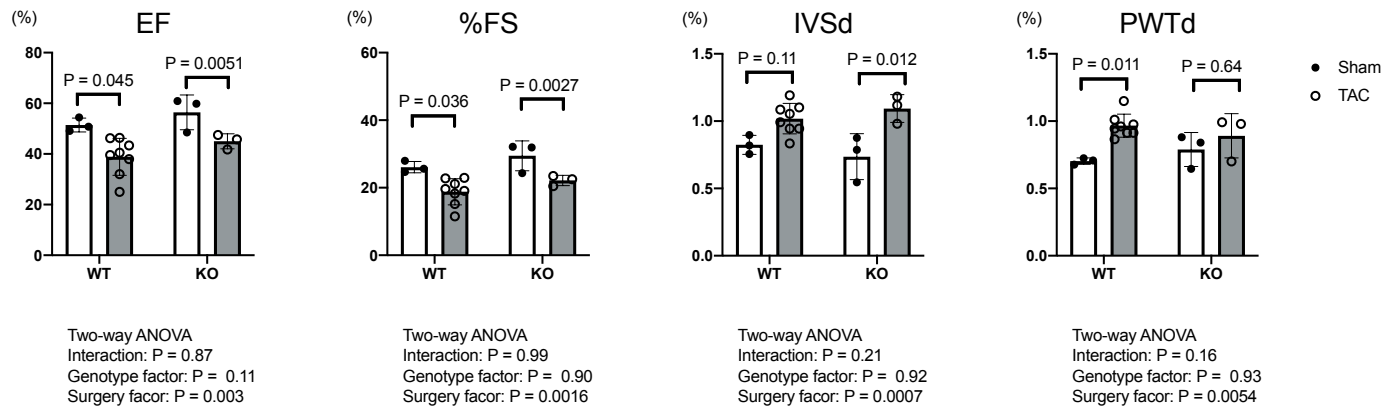 (%)
EF
80
60
40
20
0
P = 0.045
P = 0.0051
WT
KO
Two-way ANOVA
Interaction: P = 0.87
Genotype factor: P =  0.11
Surgery facor: P = 0.003
(%)
%FS
60
40
20
0
P = 0.036
P = 0.0027
WT
KO
Two-way ANOVA
Interaction: P = 0.99
Genotype factor: P =  0.90
Surgery facor: P = 0.0016
(%)
IVSd
1.5
1.0
0.5
0.0
P = 0.11
P = 0.012
WT
KO
Two-way ANOVA
Interaction: P = 0.21
Genotype factor: P =  0.92
Surgery facor: P = 0.0007
(%)
PWTd
1.5
1.0
0.5
0.0
P = 0.011
P = 0.64
WT
KO
Two-way ANOVA
Interaction: P = 0.16
Genotype factor: P =  0.93
Surgery facor: P = 0.0054
Sham
TAC